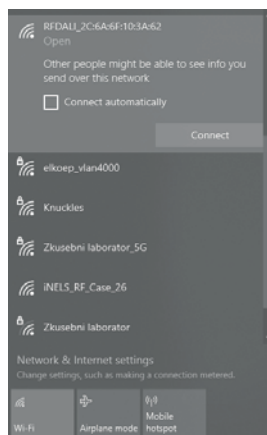 RFDALI_2C:6A:6F:10:3A:62
Open
Other people might be able to see info you
send over this network
Connect automatically
Connect
elkoep_vlan4000
Knuckles
Zkusebni laborator_5G
iNELS_RF_Case_26
Zkusebni laborator
Network & Internet settings
Change settings, such as making a connection metered.
Wi-Fi
Airplane mode
Mobile
hotspot